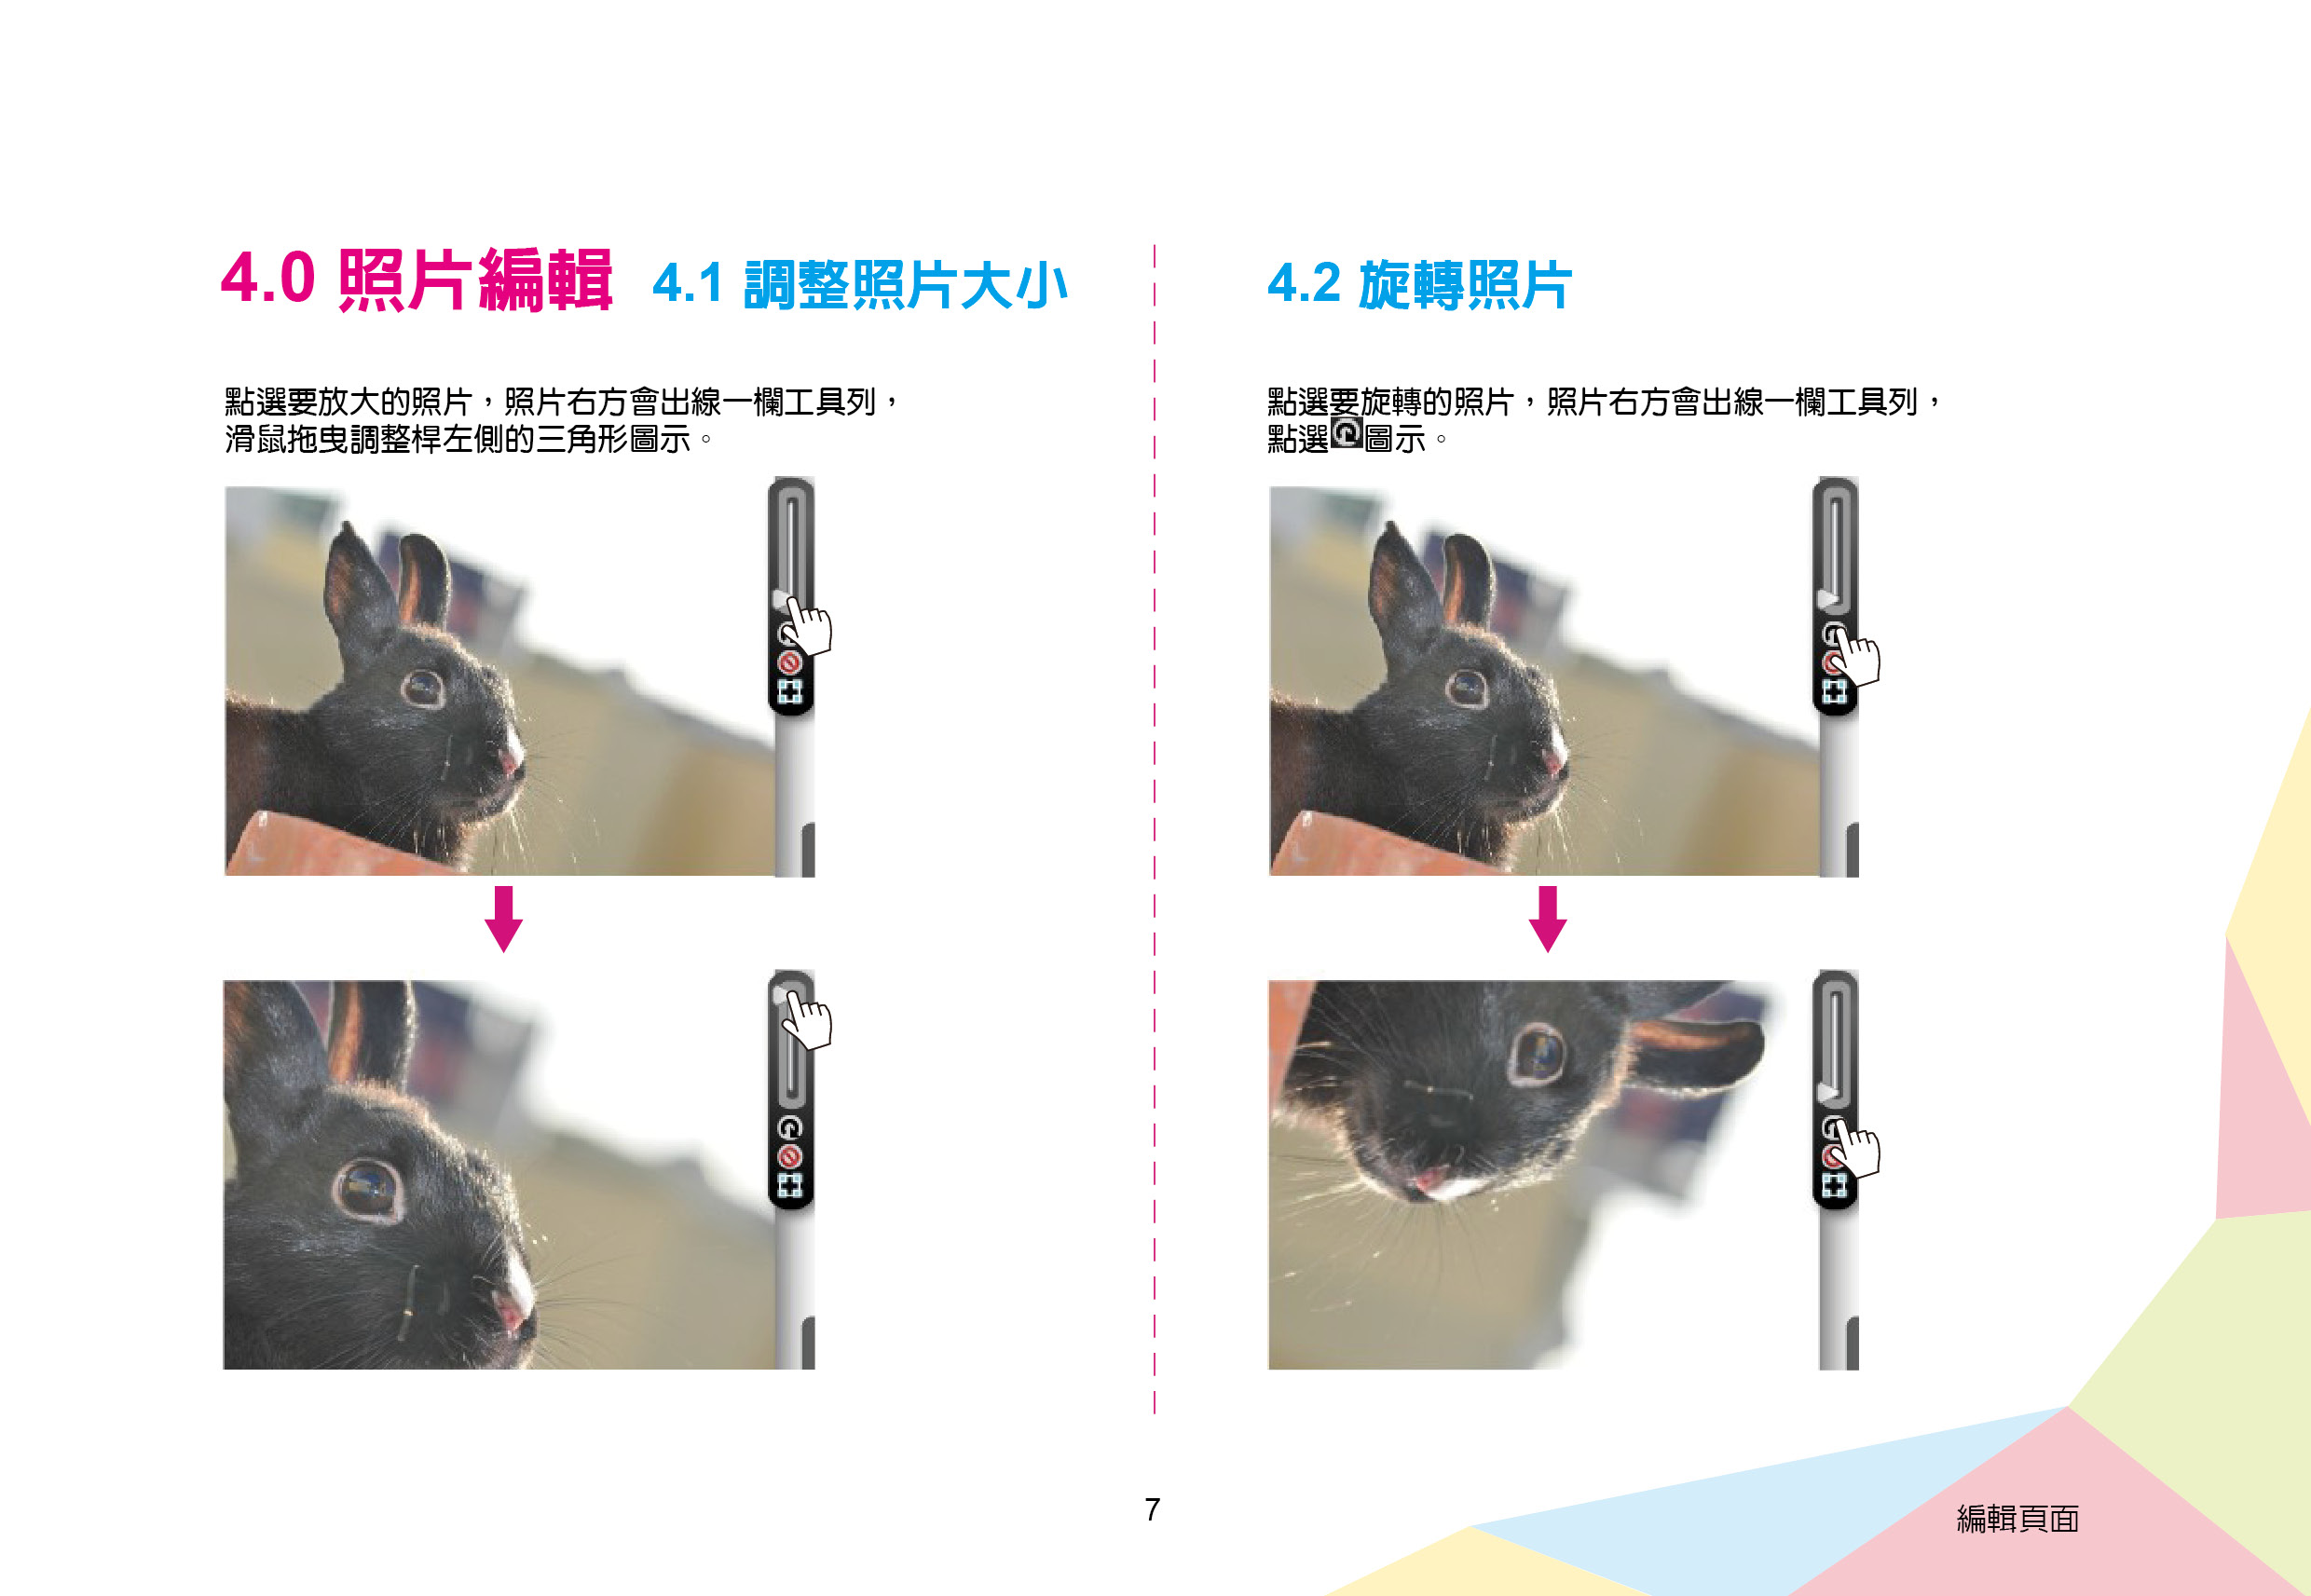 4.0 照片編輯 4.1 調整照片大小
點選要放大的照片，照片右方會出線一欄工具列，
滑鼠拖曳調整桿左側的三角形圖示。
4.2 旋轉照片
點選要旋轉的照片，照片右方會出線一欄工具列，
點選圖示。
7
編輯頁面